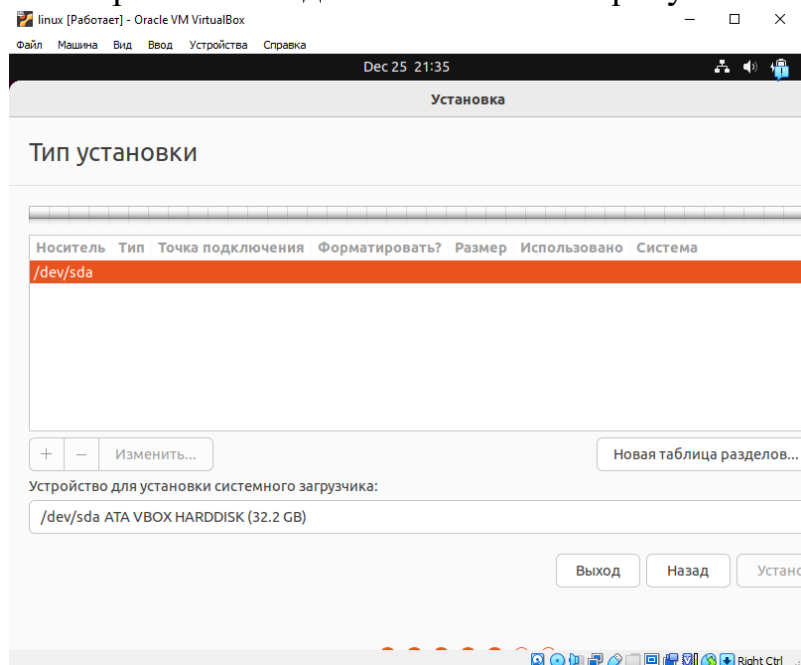 linux [Работает] - Oracle VM VirtualBox
Файл Машина Вид Ввод Устройства Справка
Dec 25 21:35
Установка
Тип установки
Носитель Тип Точка подключения Форматировать? Размер Использовано Система
/dev/sda
+ − Изменить...
Новая таблица разделов...
Устройство для установки системного загрузчика:
/dev/sda ATA VBOX HARDDISK (32.2 GB)
Выход Назад Устано
Right Ctrl